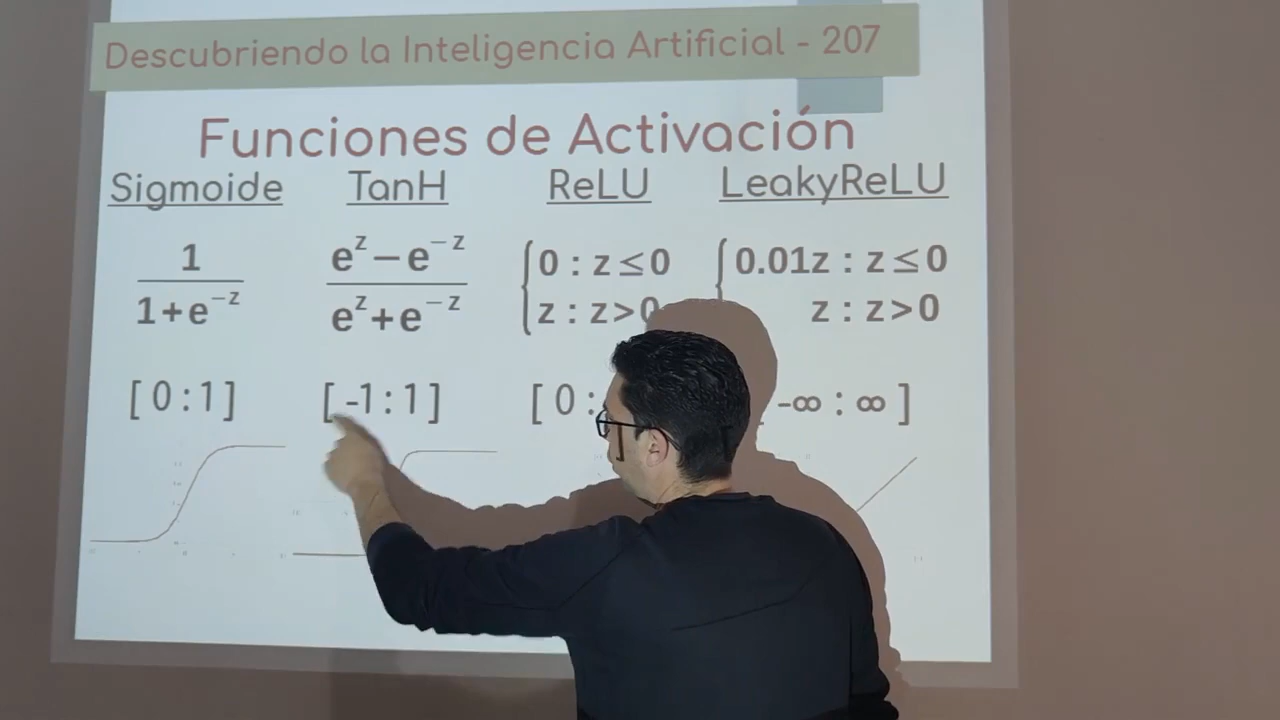 Descubriendo la Inteligencia Artificial - 207
Funciones de Activación
Sigmoide TanH ReLU LeakyReLU
1 e^z − e^−z 0 : z ≤ 0 0.01z : z ≤ 0
1 + e^−z e^z + e^−z z : z > 0 z : z > 0
[ 0 : 1 ] [ -1 : 1 ] [ 0 : -∞ : ∞ ]